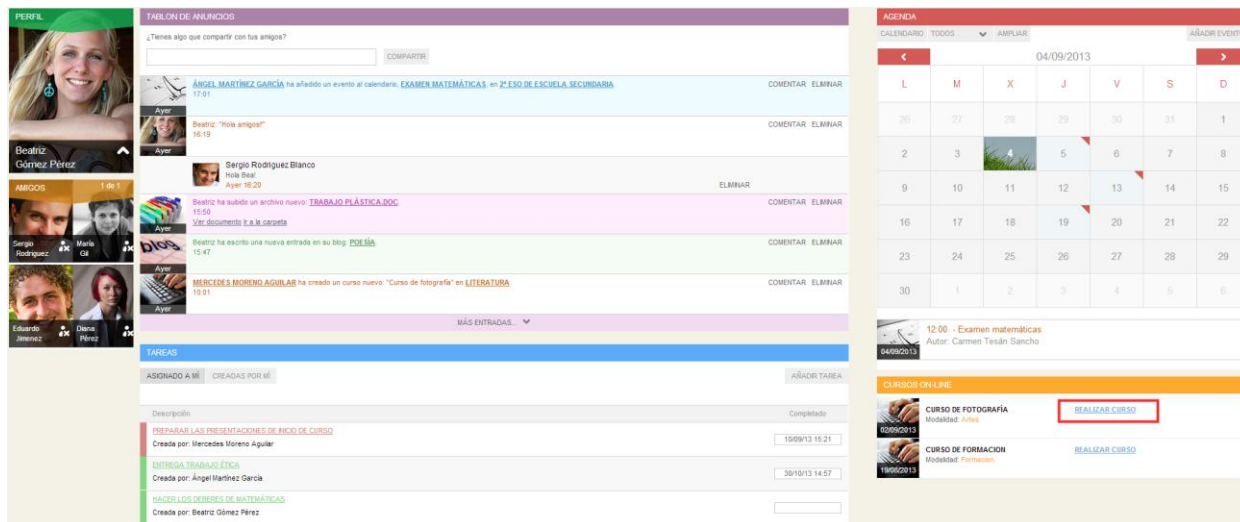 PERFIL
Beatriz
Gómez Pérez
AMIGOS 1 de 1
Sergio
Rodriguez
María
Gil
Eduardo
Jimenez
Diana
Pérez
TABLON DE ANUNCIOS
¿Tienes algo que compartir con tus amigos?
COMPARTIR
ÁNGEL MARTÍNEZ GARCÍA ha añadido un evento al calendario, EXAMEN MATEMÁTICAS, en 2º ESO DE ESCUELA SECUNDARIA COMENTAR ELIMINAR
17:01
Ayer
Beatriz: "Hola amigos!!" COMENTAR ELIMINAR
16:19
Ayer
Sergio Rodriguez Blanco
Hola Bea!
Ayer 16:20 ELIMINAR
Beatriz ha subido un archivo nuevo: TRABAJO PLÁSTICA.DOC. COMENTAR ELIMINAR
15:50
Ver documento Ir a la carpeta
Ayer
Beatriz ha escrito una nueva entrada en su blog: POESÍA. COMENTAR ELIMINAR
15:47
blog
Ayer
MERCEDES MORENO AGUILAR ha creado un curso nuevo: "Curso de fotografía" en LITERATURA COMENTAR ELIMINAR
Ayer
MÁS ENTRADAS...
TAREAS
ASIGNADO A MÍ CREADAS POR MÍ AÑADIR TAREA
Descripción Completado
PREPARAR LAS PRESENTACIONES DE INICIO DE CURSO
Creada por: Mercedes Moreno Aguilar 10/09/13 15:21
ENTREGA TRABAJO ÉTICA
Creada por: Ángel Martínez García 30/10/13 14:57
HACER LOS DEBERES DE MATEMÁTICAS
Creada por: Beatriz Gómez Pérez
AGENDA
CALENDARIO TODOS AMPLIAR AÑADIR EVENT
04/09/2013
L M X J V S D
26 27 28 29 30 31 1
2 3 4 5 6 7 8
9 10 11 12 13 14 15
16 17 18 19 20 21 22
23 24 25 26 27 28 29
30 1 2 3 4 5 6
12:00 - Examen matemáticas
Autor: Carmen Tesán Sancho
04/09/2013
CURSOS ON-LINE
CURSO DE FOTOGRAFÍA REALIZAR CURSO
Modalidad: Artes
02/09/2013
CURSO DE FORMACION REALIZAR CURSO
Modalidad: Formacion
19/06/2013